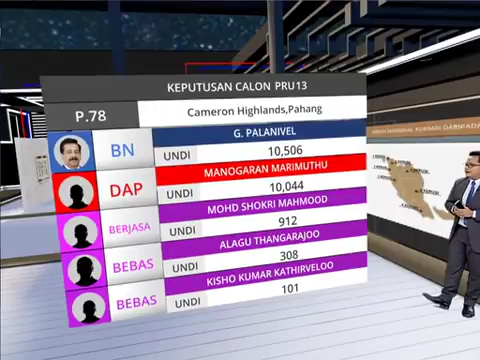 KEPUTUSAN CALON PRU13
P.78
Cameron Highlands,Pahang
BN
G. PALANIVEL
UNDI 10,506
DAP
MANOGARAN MARIMUTHU
UNDI 10,044
BERJASA
MOHD SHOKRI MAHMOOD
UNDI 912
BEBAS
ALAGU THANGARAJOO
UNDI 308
BEBAS
KISHO KUMAR KATHIRVELOO
UNDI 101